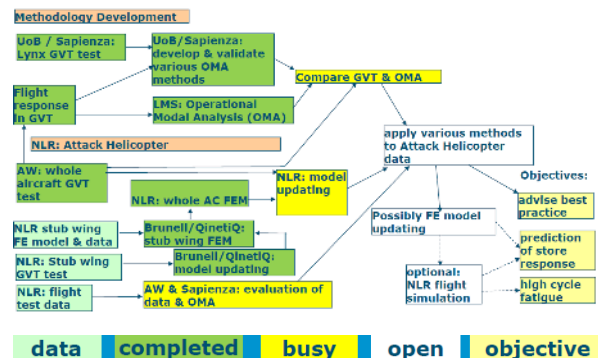 Methodology Development
UoB / Sapienza:
Lynx GVT test
UoB/Sapienza:
develop & validate
various OMA
methods
Compare GVT & OMA
Flight
response
in GVT
LMS: Operational
Modal Analysis (OMA)
NLR: Attack Helicopter
apply various methods
to Attack Helicopter
data
AW: whole
aircraft GVT
test
NLR: model
updating
NLR: whole AC FEM
Objectives:
advise best
practice
Possibly FE model
updating
NLR stub wing
FE model & data
Brunell/QinetiQ:
stub wing FEM
prediction
of store
response
NLR: Stub wing
GVT test
Brunell/QinetiQ:
model updating
optional:
NLR flight
simulation
high cycle
fatigue
NLR: flight
test data
AW & Sapienza: evaluation of
data & OMA
data completed busy open objective